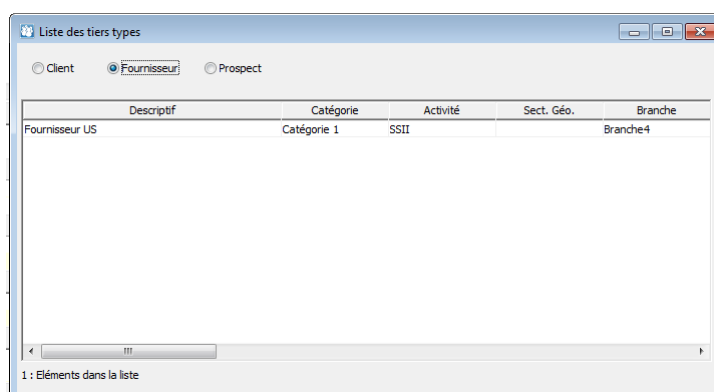 Liste des tiers types
Client Fournisseur Prospect
Descriptif Catégorie Activité Sect. Géo. Branche
Fournisseur US Catégorie 1 SSII Branche4
1 : Eléments dans la liste